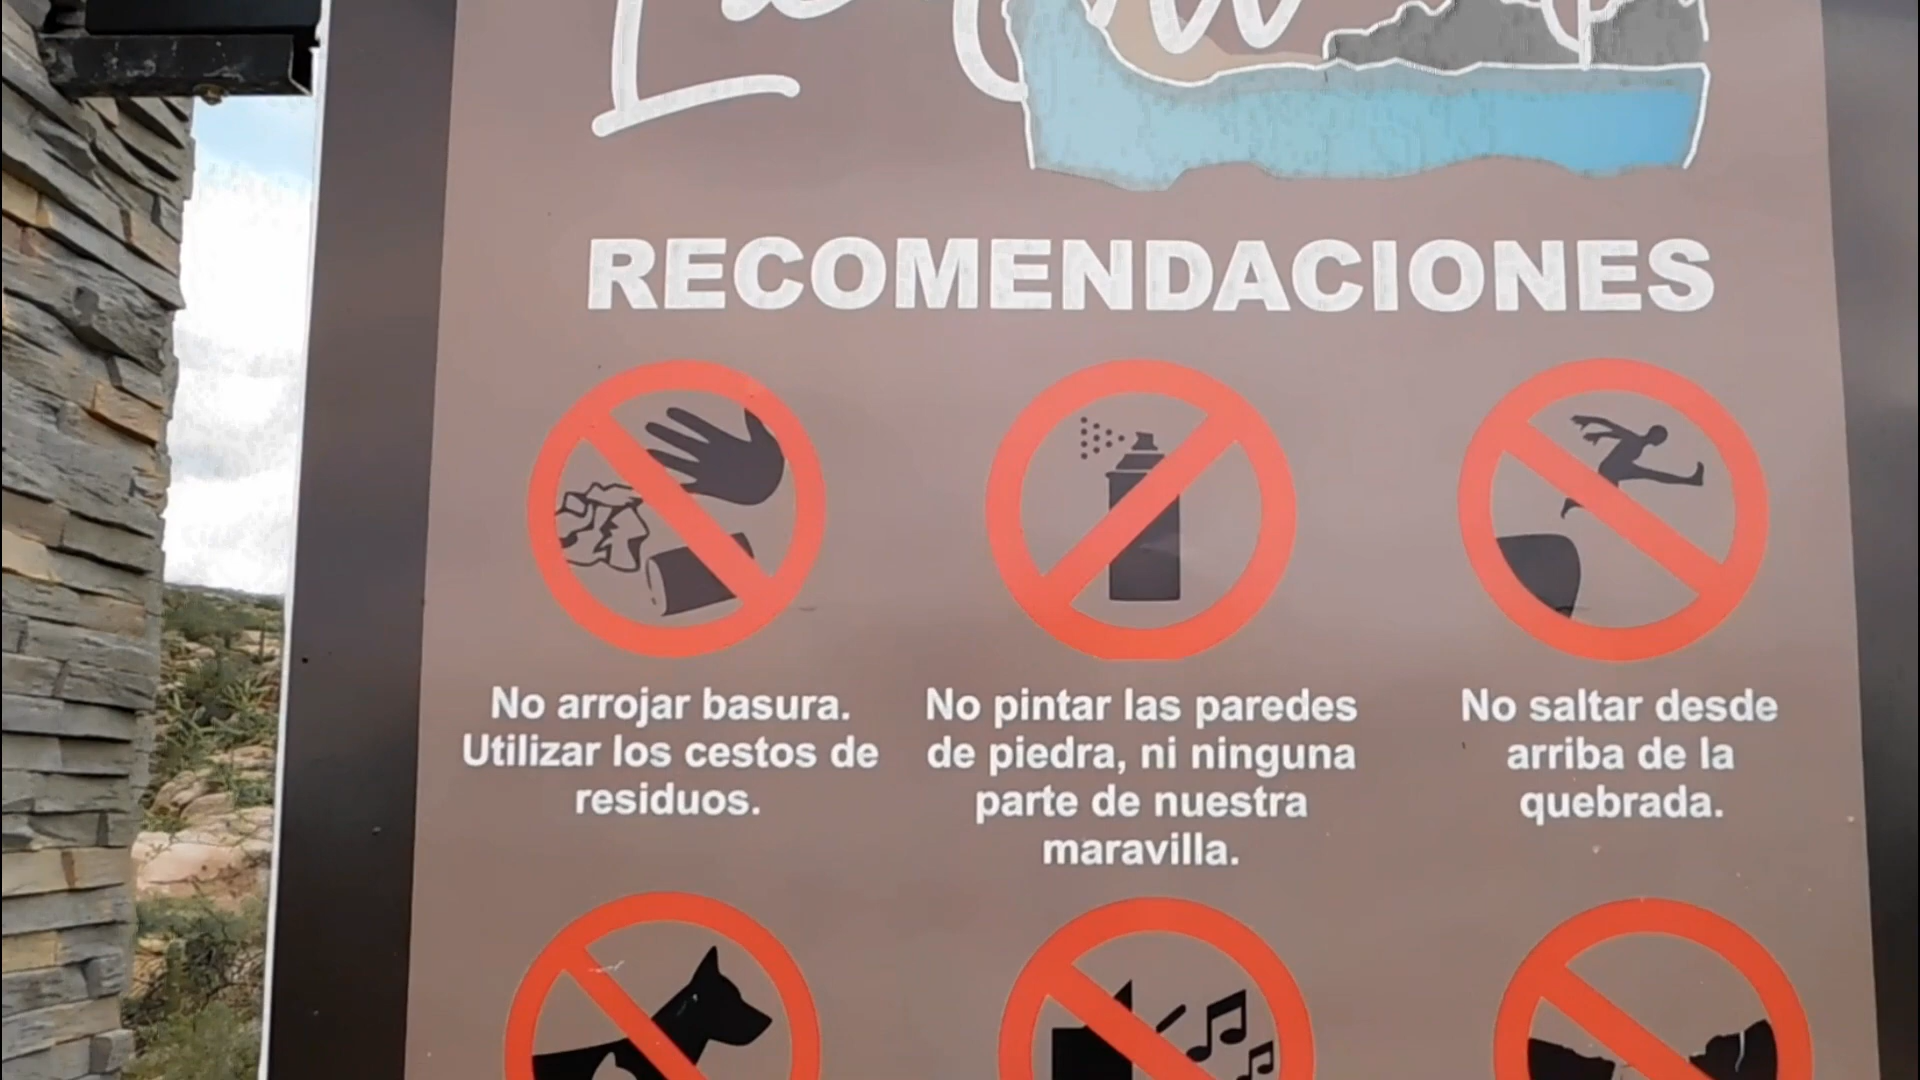 RECOMENDACIONES
No arrojar basura.
Utilizar los cestos de
residuos.
No pintar las paredes
de piedra, ni ninguna
parte de nuestra
maravilla.
No saltar desde
arriba de la
quebrada.